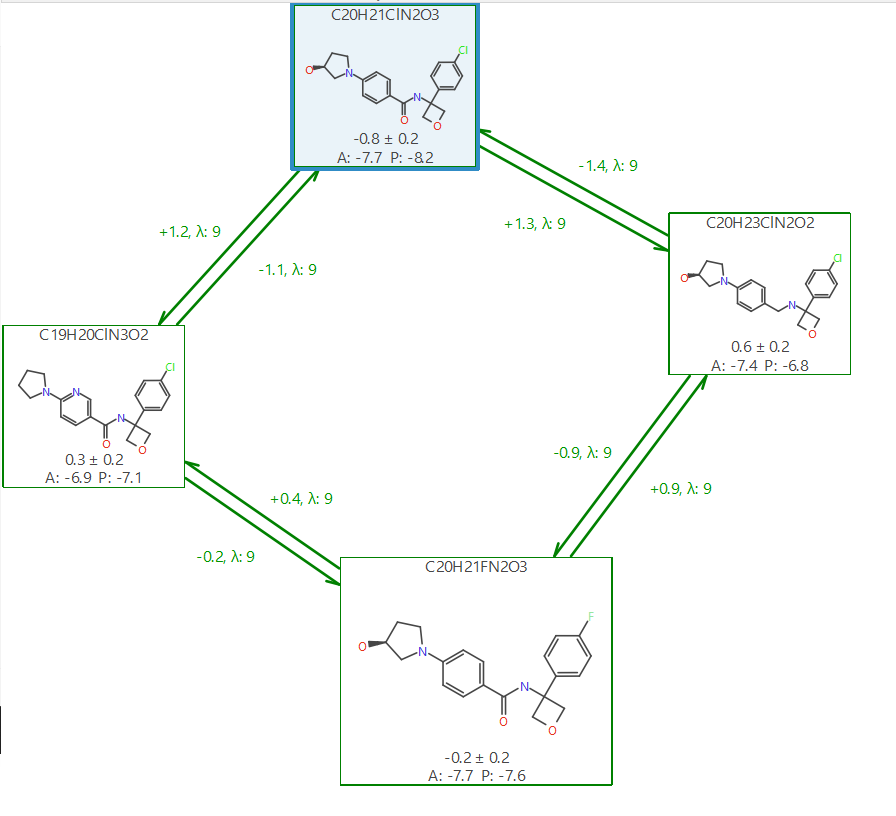 C20H21ClN2O3
Cl
O
N
N
O
O
-0.8 ± 0.2
A: -7.7 P: -8.2
-1.4, λ: 9
+1.3, λ: 9
+1.2, λ: 9
-1.1, λ: 9
C20H23ClN2O2
Cl
O
N
N
O
0.6 ± 0.2
A: -7.4 P: -6.8
C19H20ClN3O2
Cl
N
N
N
O
O
0.3 ± 0.2
A: -6.9 P: -7.1
-0.9, λ: 9
+0.9, λ: 9
+0.4, λ: 9
-0.2, λ: 9
C20H21FN2O3
F
O
N
N
O
O
-0.2 ± 0.2
A: -7.7 P: -7.6